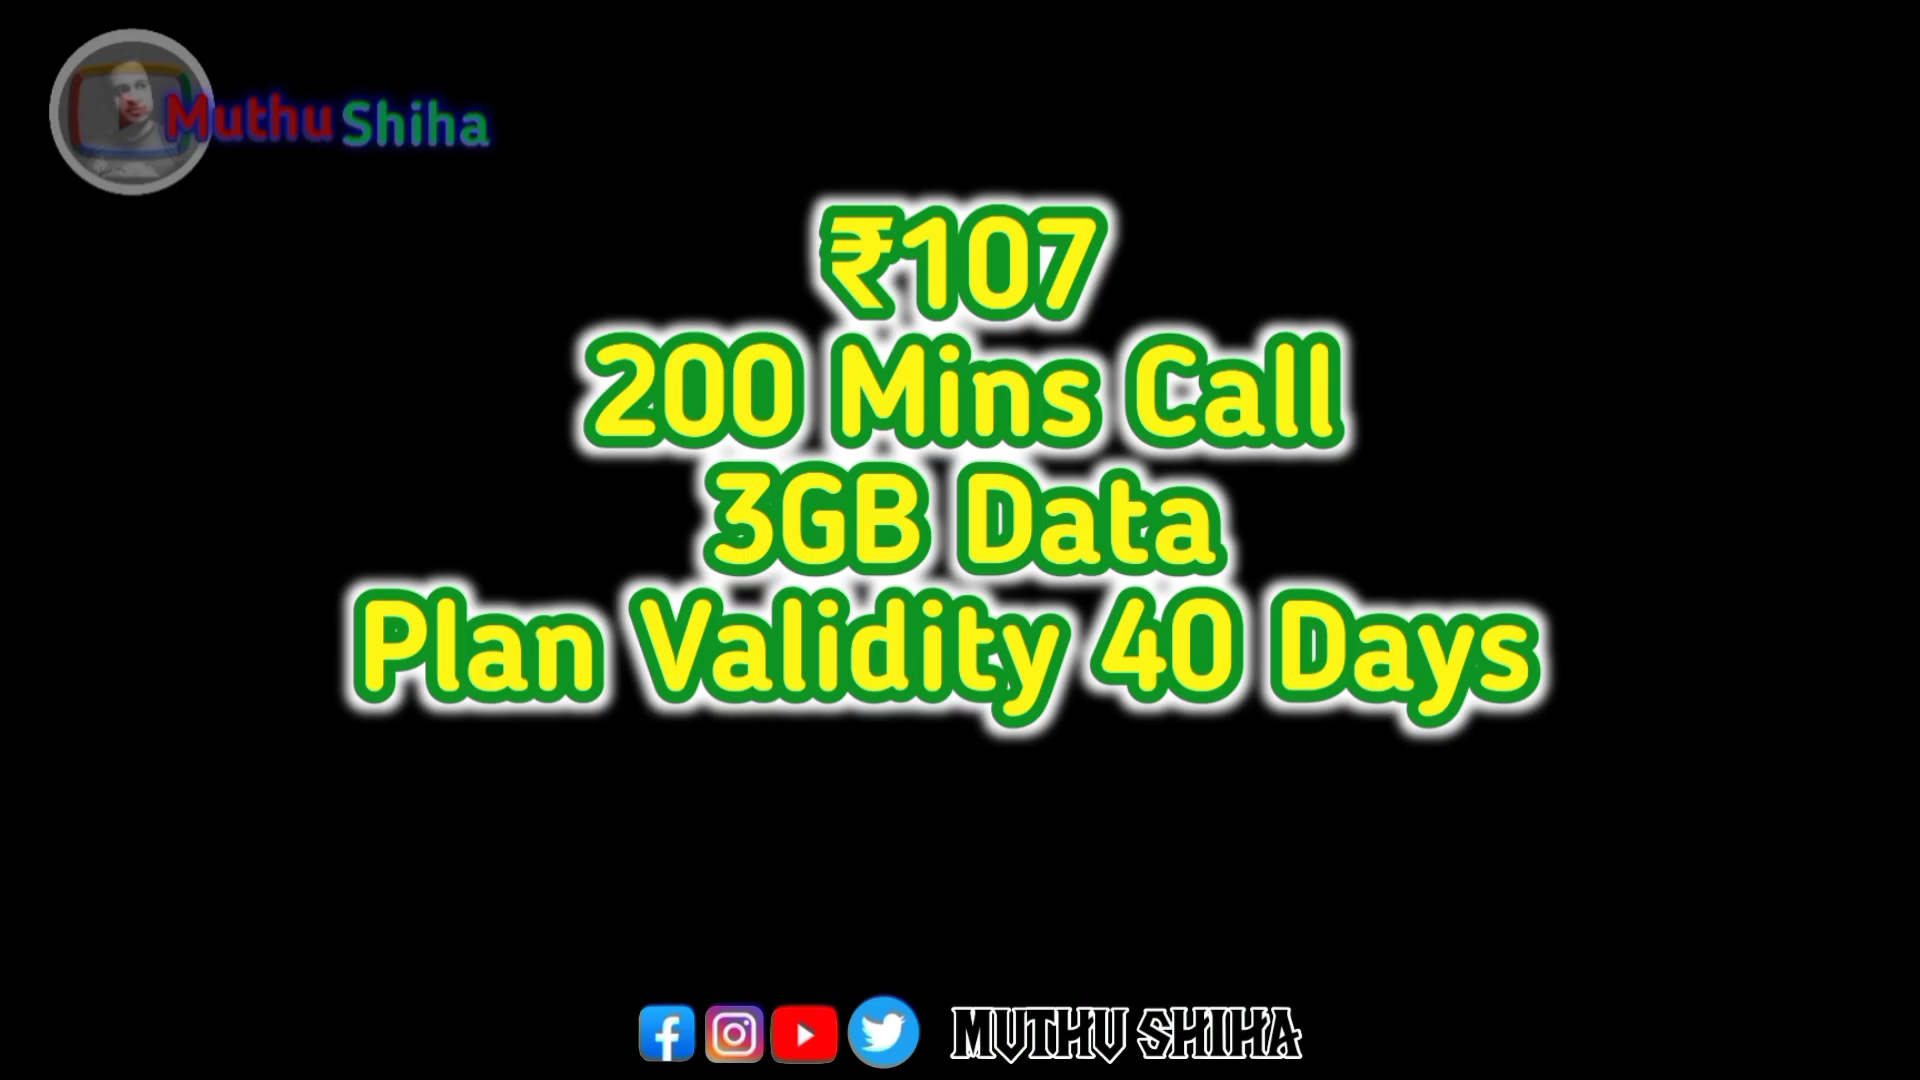 Muthu Shiha
₹107
200 Mins Call
3GB Data
Plan Validity 40 Days
MUTHU SHIHA